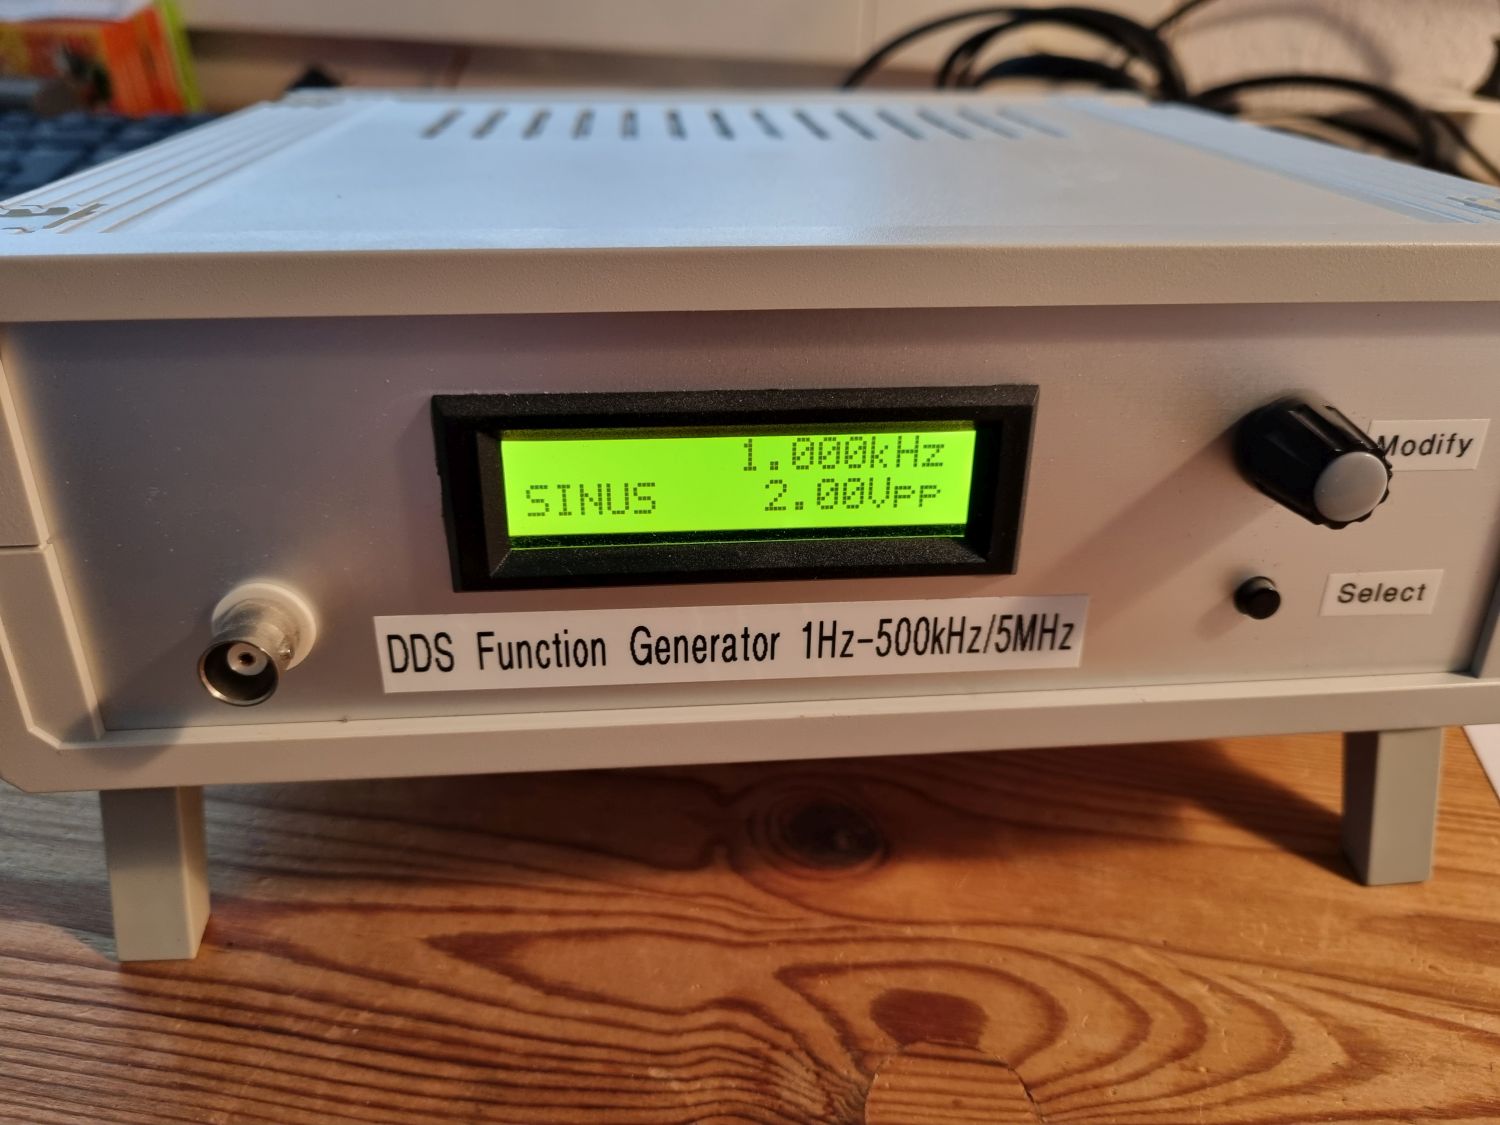 1.000kHz
SINUS 2.00Vpp
Modify
Select
DDS Function Generator 1Hz-500kHz/5MHz